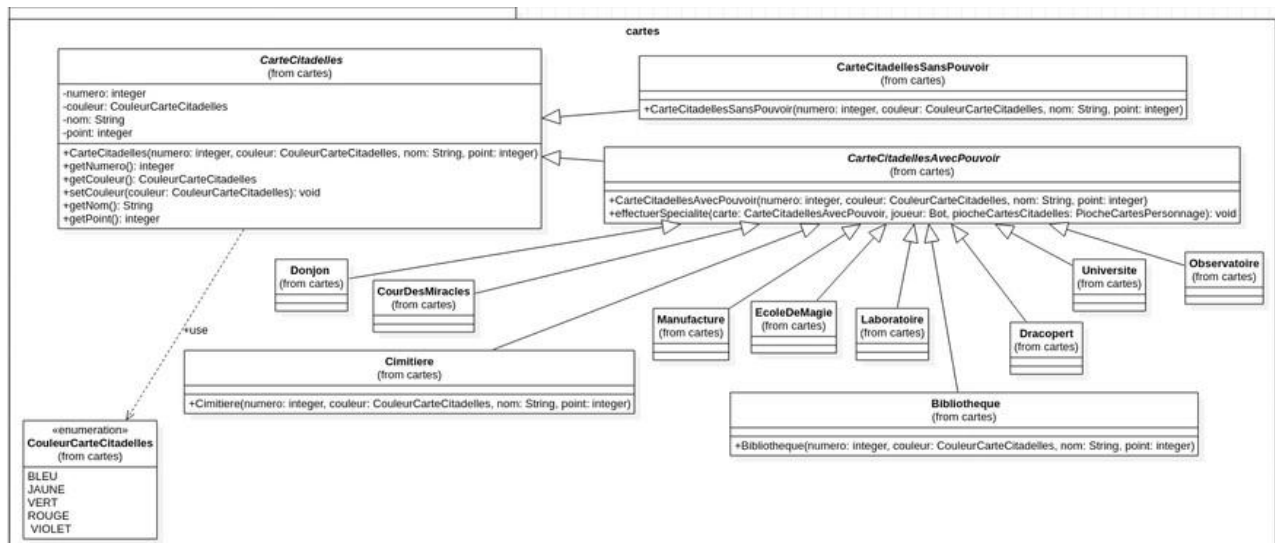 cartes
CarteCitadelles
(from cartes)
-numero: integer
-couleur: CouleurCarteCitadelles
-nom: String
-point: integer
+CarteCitadelles(numero: integer, couleur: CouleurCarteCitadelles, nom: String, point: integer)
+getNumero(): integer
+getCouleur(): CouleurCarteCitadelles
+setCouleur(couleur: CouleurCarteCitadelles): void
+getNom(): String
+getPoint(): integer
CarteCitadellesSansPouvoir
(from cartes)
+CarteCitadellesSansPouvoir(numero: integer, couleur: CouleurCarteCitadelles, nom: String, point: integer)
CarteCitadellesAvecPouvoir
(from cartes)
+CarteCitadellesAvecPouvoir(numero: integer, couleur: CouleurCarteCitadelles, nom: String, point: integer)
+effectuerSpecialite(carte: CarteCitadellesAvecPouvoir, joueur: Bot, piocheCartesCitadelles: PiocheCartesPersonnage): void
Donjon
(from cartes)
CourDesMiracles
(from cartes)
Manufacture
(from cartes)
EcoleDeMagie
(from cartes)
Laboratoire
(from cartes)
Dracopert
(from cartes)
Universite
(from cartes)
Observatoire
(from cartes)
+use
Cimitiere
(from cartes)
+Cimitiere(numero: integer, couleur: CouleurCarteCitadelles, nom: String, point: integer)
Bibliotheque
(from cartes)
+Bibliotheque(numero: integer, couleur: CouleurCarteCitadelles, nom: String, point: integer)
«enumeration»
CouleurCarteCitadelles
(from cartes)
BLEU
JAUNE
VERT
ROUGE
VIOLET